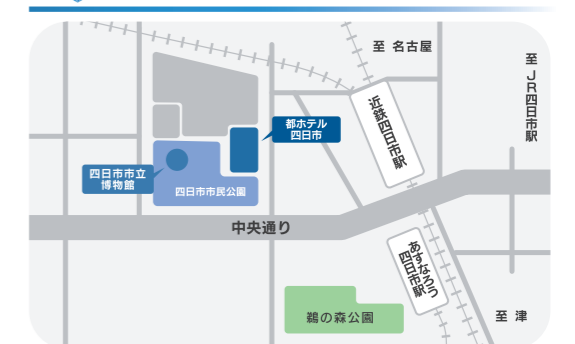 至 名古屋
至 JR四日市駅
近鉄四日市駅
都ホテル
四日市
四日市市立
博物館
四日市市民公園
中央通り
あすなろう
四日市駅
鵜の森公園
至 津